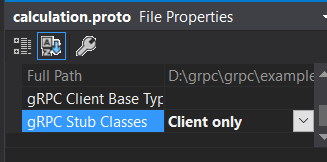 calculation.proto File Properties
Full Path D:\grpc\grpc\example
gRPC Client Base Typ
gRPC Stub Classes Client only